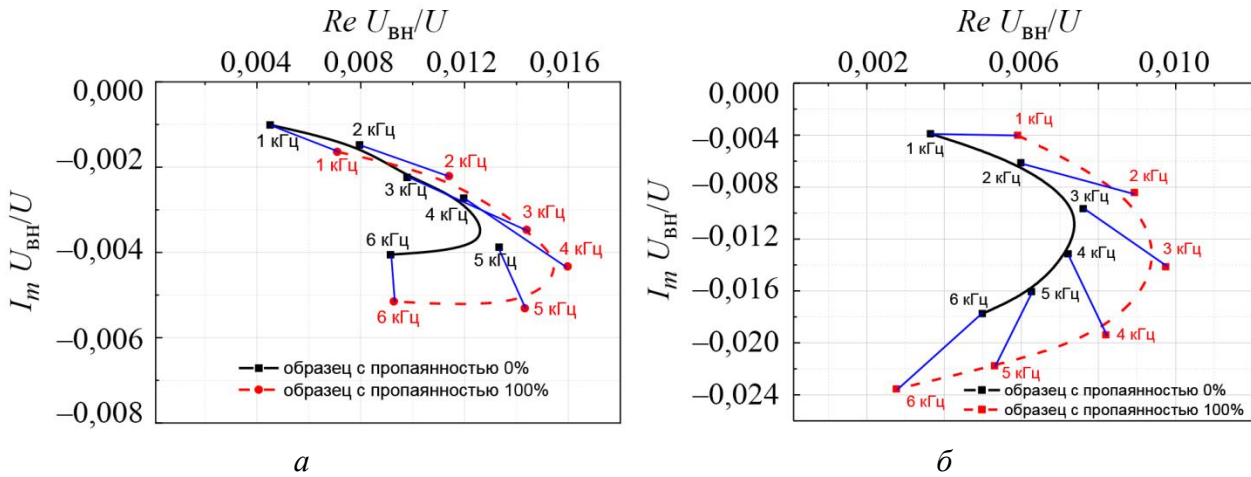 Re Uвн/U
0,004 0,008 0,012 0,016
0,000
–0,002
–0,004
–0,006
–0,008
Im Uвн/U
1 кГц
2 кГц
1 кГц
2 кГц
3 кГц
4 кГц
3 кГц
4 кГц
6 кГц
5 кГц
6 кГц
5 кГц
образец с пропаянностью 0%
образец с пропаянностью 100%
а
Re Uвн/U
0,002 0,006 0,010
0,000
–0,004
–0,008
–0,012
–0,016
–0,020
–0,024
Im Uвн/U
1 кГц
1 кГц
2 кГц
2 кГц
3 кГц
3 кГц
4 кГц
5 кГц
6 кГц
4 кГц
5 кГц
6 кГц
образец с пропаянностью 0%
образец с пропаянностью 100%
б